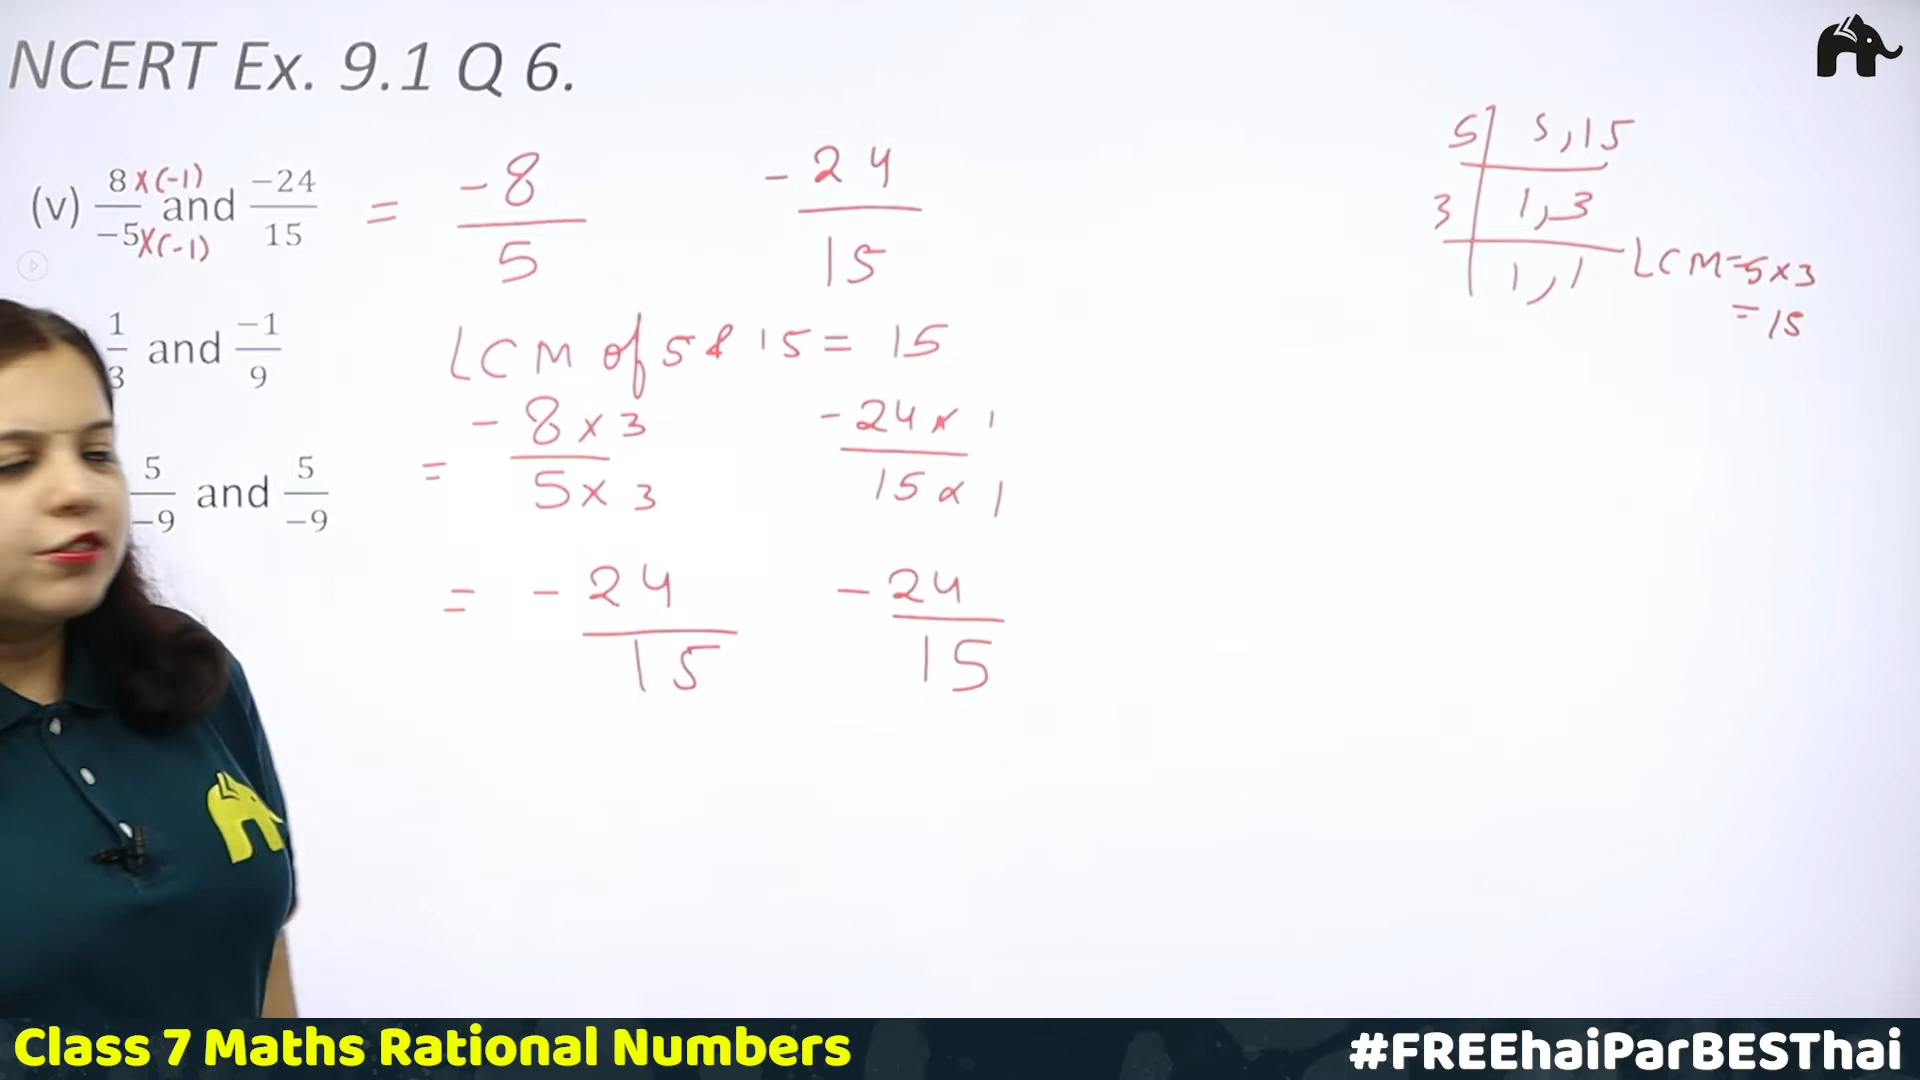 NCERT Ex. 9.1 Q 6.
(v) 8×(-1)/-5×(-1) and -24/15 = -8/5 -24/15
5 | 5, 15
3 | 1, 3
1, 1
LCM = 5×3
= 15
1/3 and -1/9
LCM of 5 & 15 = 15
= -8×3/5×3 -24×1/15×1
5/-9 and 5/-9
= -24/15 -24/15
Class 7 Maths Rational Numbers
#FREEhaiParBESThai